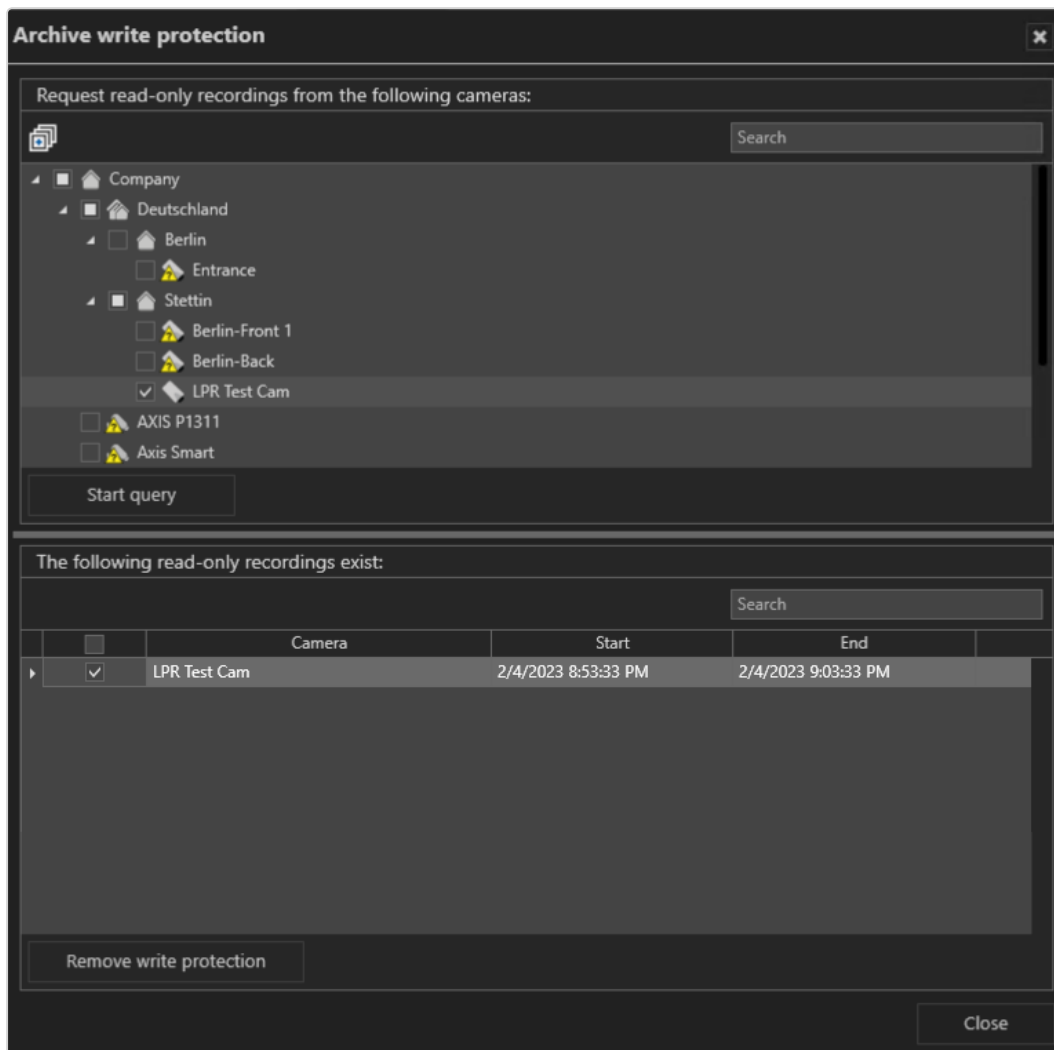 Archive write protection
Request read-only recordings from the following cameras:
Search
Company
Deutschland
Berlin
Entrance
Stettin
Berlin-Front 1
Berlin-Back
LPR Test Cam
AXIS P1311
Axis Smart
Start query
The following read-only recordings exist:
Search
Camera Start End
LPR Test Cam 2/4/2023 8:53:33 PM 2/4/2023 9:03:33 PM
Remove write protection
Close